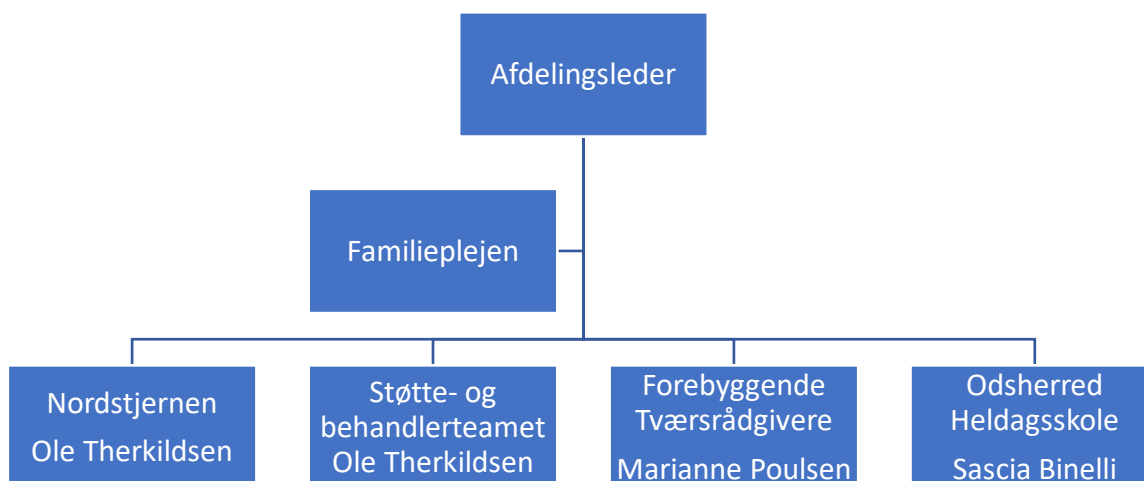 Afdelingsleder
Familieplejen
Nordstjernen
Ole Therkildsen
Støtte- og
behandlerteamet
Ole Therkildsen
Forebyggende
Tværsrådgivere
Marianne Poulsen
Odsherred
Heldagsskole
Sascia Binelli